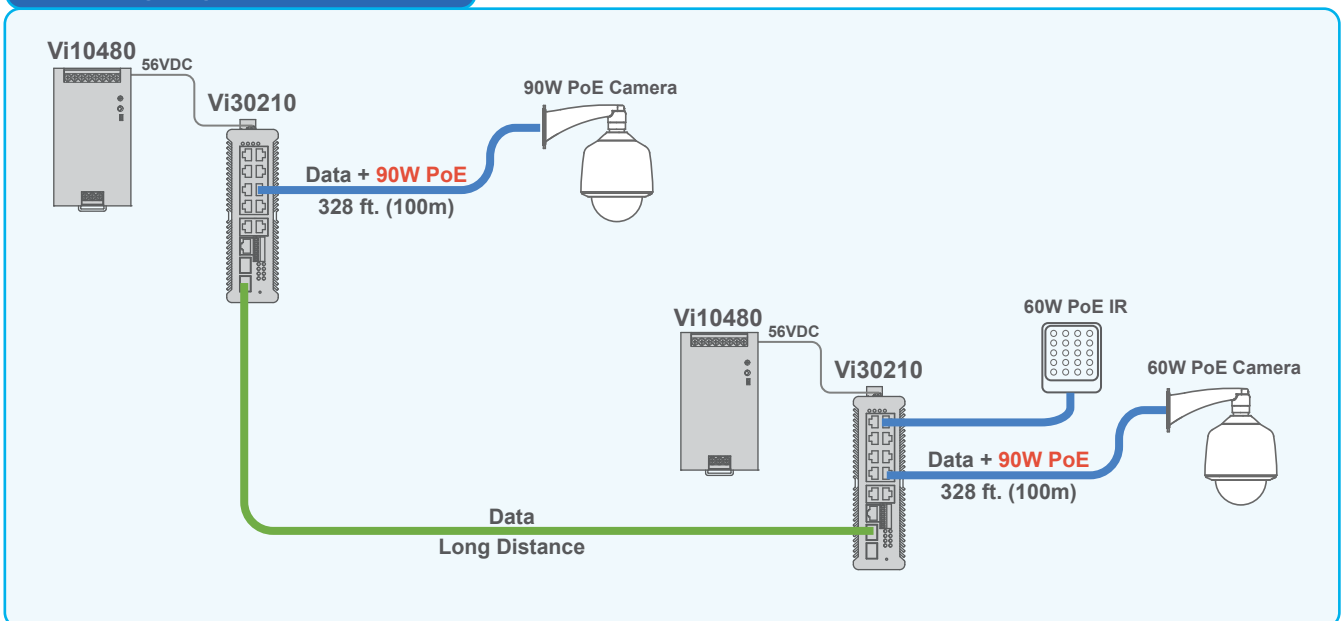 Vi10480
56VDC
Vi30210
90W PoE Camera
Data + 90W PoE
328 ft. (100m)
Vi10480
56VDC
Vi30210
60W PoE IR
60W PoE Camera
Data + 90W PoE
328 ft. (100m)
Data
Long Distance